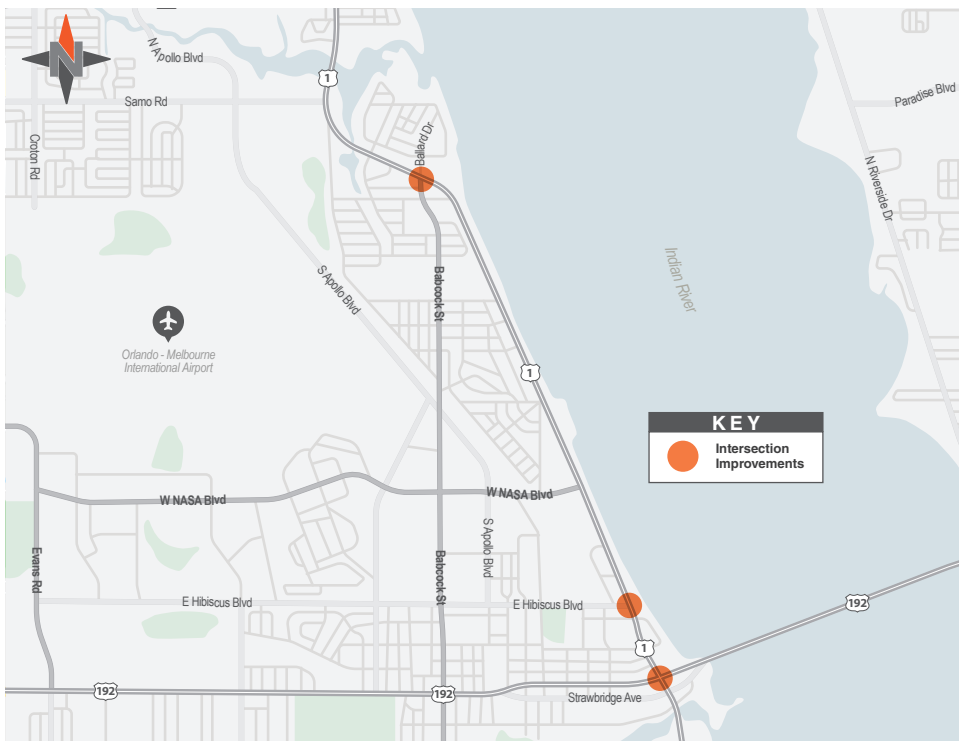 N
N Apollo Blvd
1
Sarno Rd
Croton Rd
Ballard Dr
Paradise Blvd
N Riverside Dr
Indian River
S Apollo Blvd
Babcock St
Orlando - Melbourne
International Airport
1
KEY
Intersection
Improvements
W NASA Blvd
W NASA Blvd
S Apollo Blvd
Evans Rd
Babcock St
E Hibiscus Blvd
E Hibiscus Blvd
192
1
192
192
Strawbridge Ave